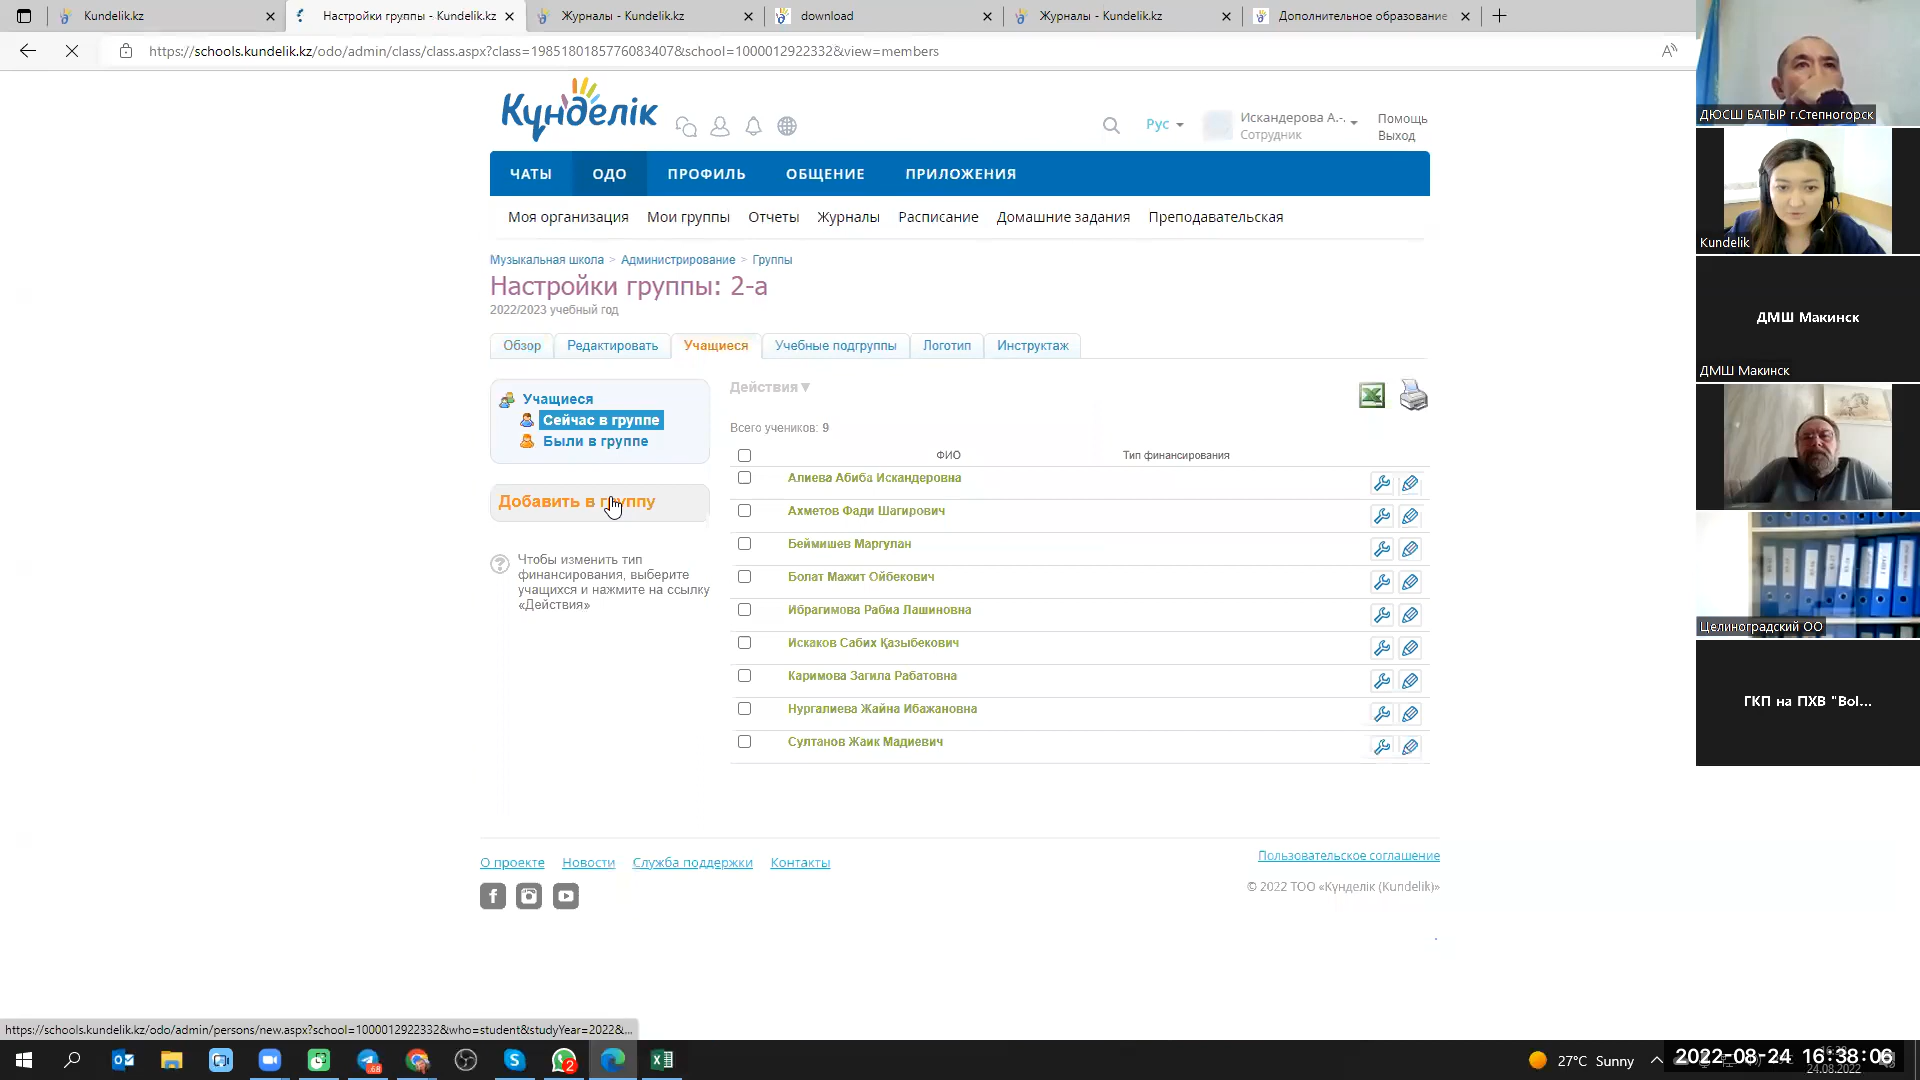 Kundelik.kz
Настройки группы - Kundelik.kz
Журналы - Kundelik.kz
download
Журналы - Kundelik.kz
Дополнительное образование
https://schools.kundelik.kz/odo/admin/class/class.aspx?class=1985180185776083407&school=1000012922332&view=members
Күнделік
Рус
Искандерова А.-.
Сотрудник
Помощь
Выход
ЧАТЫ
ОДО
ПРОФИЛЬ
ОБЩЕНИЕ
ПРИЛОЖЕНИЯ
Моя организация
Мои группы
Отчеты
Журналы
Расписание
Домашние задания
Преподавательская
Музыкальная школа > Администрирование > Группы
Настройки группы: 2-а
2022/2023 учебный год
Обзор
Редактировать
Учащиеся
Учебные подгруппы
Логотип
Инструктаж
Учащиеся
Сейчас в группе
Были в группе
Добавить в группу
Чтобы изменить тип
финансирования, выберите
учащихся и нажмите на ссылку
«Действия»
Действия▼
Всего учеников: 9
ФИО
Тип финансирования
Алиева Абиба Искандеровна
Ахметов Фади Шагирович
Беймишев Маргулан
Болат Мажит Ойбекович
Ибрагимова Рабиа Лашиновна
Искаков Сабих Қазыбекович
Каримова Загила Рабатовна
Нургалиева Жайна Ибажановна
Султанов Жаик Мадиевич
О проекте
Новости
Служба поддержки
Контакты
Пользовательское соглашение
© 2022 ТОО «Күнделік (Kundelik)»
https://schools.kundelik.kz/odo/admin/persons/new.aspx?school=1000012922332&who=student&studyYear=2022&...
ДЮСШ БАТЫР г.Степногорск
Kundelik
ДМШ Макинск
ДМШ Макинск
Целиноградский ОО
ГКП на ПХВ "Bol...
.68
2
27°C Sunny
2022-08-24 16:38:06
24.08.2022